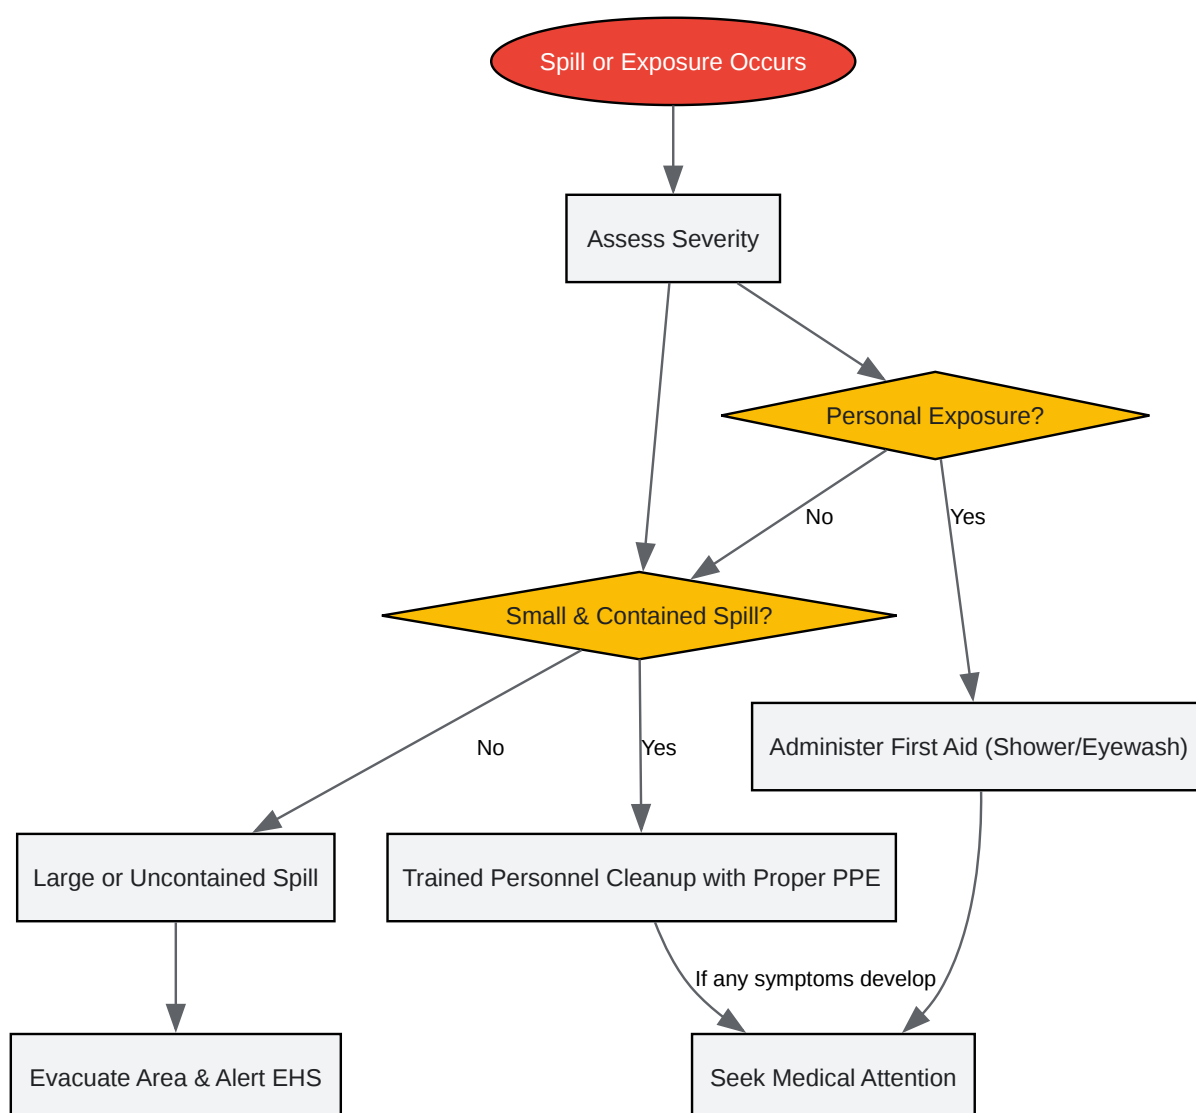 Spill or Exposure Occurs
Assess Severity
Personal Exposure?
No
Yes
Small & Contained Spill?
No
Yes
Administer First Aid (Shower/Eyewash)
Large or Uncontained Spill
Trained Personnel Cleanup with Proper PPE
If any symptoms develop
Evacuate Area & Alert EHS
Seek Medical Attention